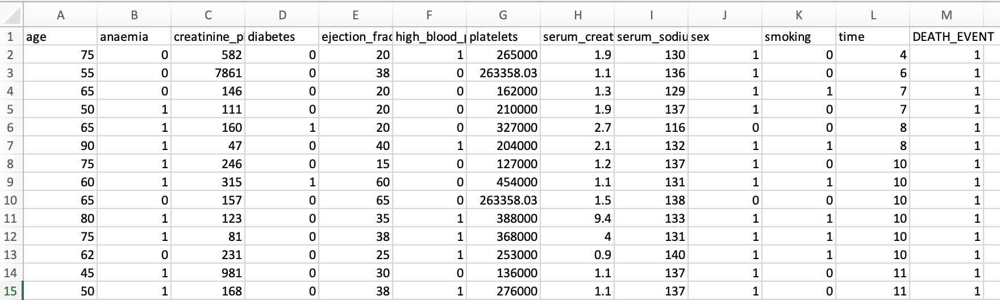 A B C D E F G H I J K L M
1 age anaemia creatinine_p diabetes ejection_frac high_blood_p platelets serum_creat serum_sodiu sex smoking time DEATH_EVENT
2 75 0 582 0 20 1 265000 1.9 130 1 0 4 1
3 55 0 7861 0 38 0 263358.03 1.1 136 1 0 6 1
4 65 0 146 0 20 0 162000 1.3 129 1 1 7 1
5 50 1 111 0 20 0 210000 1.9 137 1 0 7 1
6 65 1 160 1 20 0 327000 2.7 116 0 0 8 1
7 90 1 47 0 40 1 204000 2.1 132 1 1 8 1
8 75 1 246 0 15 0 127000 1.2 137 1 0 10 1
9 60 1 315 1 60 0 454000 1.1 131 1 1 10 1
10 65 0 157 0 65 0 263358.03 1.5 138 0 0 10 1
11 80 1 123 0 35 1 388000 9.4 133 1 1 10 1
12 75 1 81 0 38 1 368000 4 131 1 1 10 1
13 62 0 231 0 25 1 253000 0.9 140 1 1 10 1
14 45 1 981 0 30 0 136000 1.1 137 1 0 11 1
15 50 1 168 0 38 1 276000 1.1 137 1 0 11 1